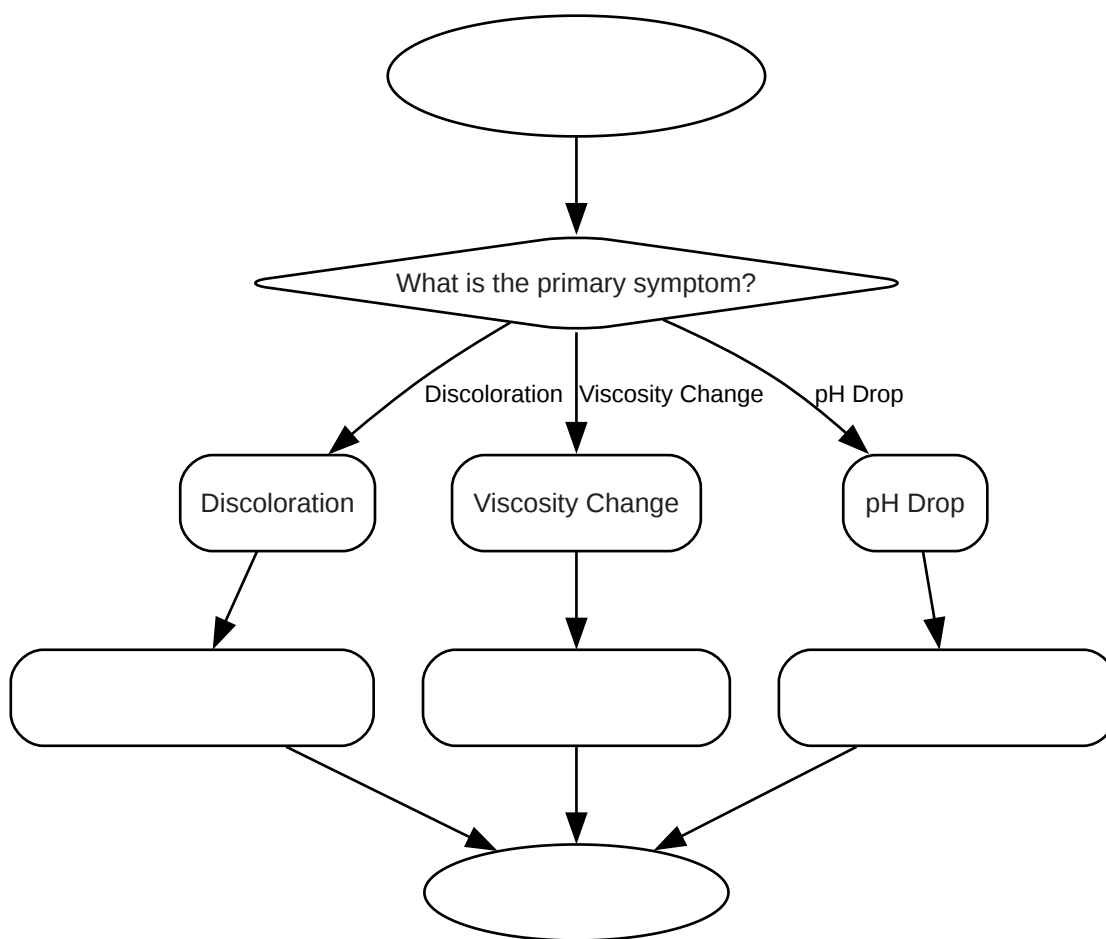 What is the primary symptom?
Discoloration
Viscosity Change
pH Drop
Discoloration
Viscosity Change
pH Drop